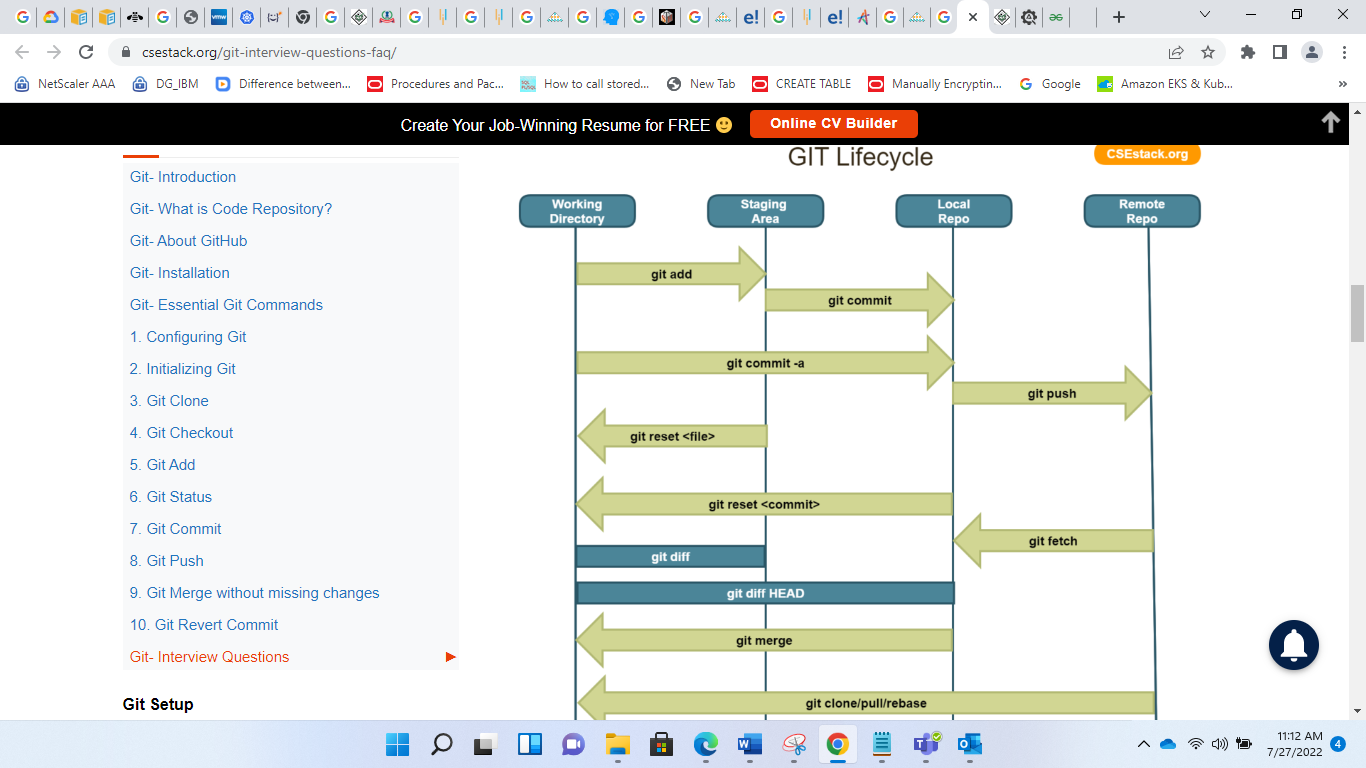 csestack.org/git-interview-questions-faq/
NetScaler AAA
DG_IBM
Difference between...
Procedures and Pac...
How to call stored...
New Tab
CREATE TABLE
Manually Encryptin...
Google
Amazon EKS & Kub...
Create Your Job-Winning Resume for FREE 🙂
Online CV Builder
Git- Introduction
Git- What is Code Repository?
Git- About GitHub
Git- Installation
Git- Essential Git Commands
1. Configuring Git
2. Initializing Git
3. Git Clone
4. Git Checkout
5. Git Add
6. Git Status
7. Git Commit
8. Git Push
9. Git Merge without missing changes
10. Git Revert Commit
Git- Interview Questions
Git Setup
GIT Lifecycle
CSEstack.org
Working
Directory
Staging
Area
Local
Repo
Remote
Repo
git add
git commit
git commit -a
git push
git reset <file>
git reset <commit>
git fetch
git diff
git diff HEAD
git merge
git clone/pull/rebase
11:12 AM
7/27/2022
4